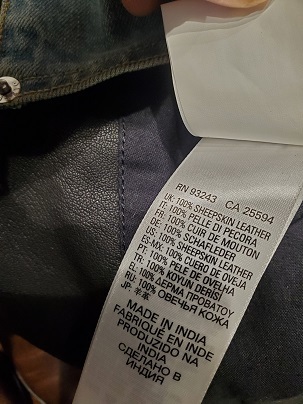 RN 93243 CA 25594
UK: 100% SHEEPSKIN LEATHER
IT: 100% PELLE DI PECORA
FR: 100% CUIR DE MOUTON
DE: 100% SCHAFLEDER
US: 100% SHEEPSKIN LEATHER
ES-MX: 100% CUERO DE OVEJA
PT: 100% PELE DE OVELHA
TR: 100% KOYUN DERİSİ
EL: 100% ΔΕΡΜΑ ΠΡΟΒΑΤΟΥ
RU: 100% ОВЕЧЬЯ КОЖА
JP: 羊革
MADE IN INDIA
FABRIQUÉ EN INDE
PRODUZIDO NA
INDIA
СДЕЛАНО В
ИНДИЯ